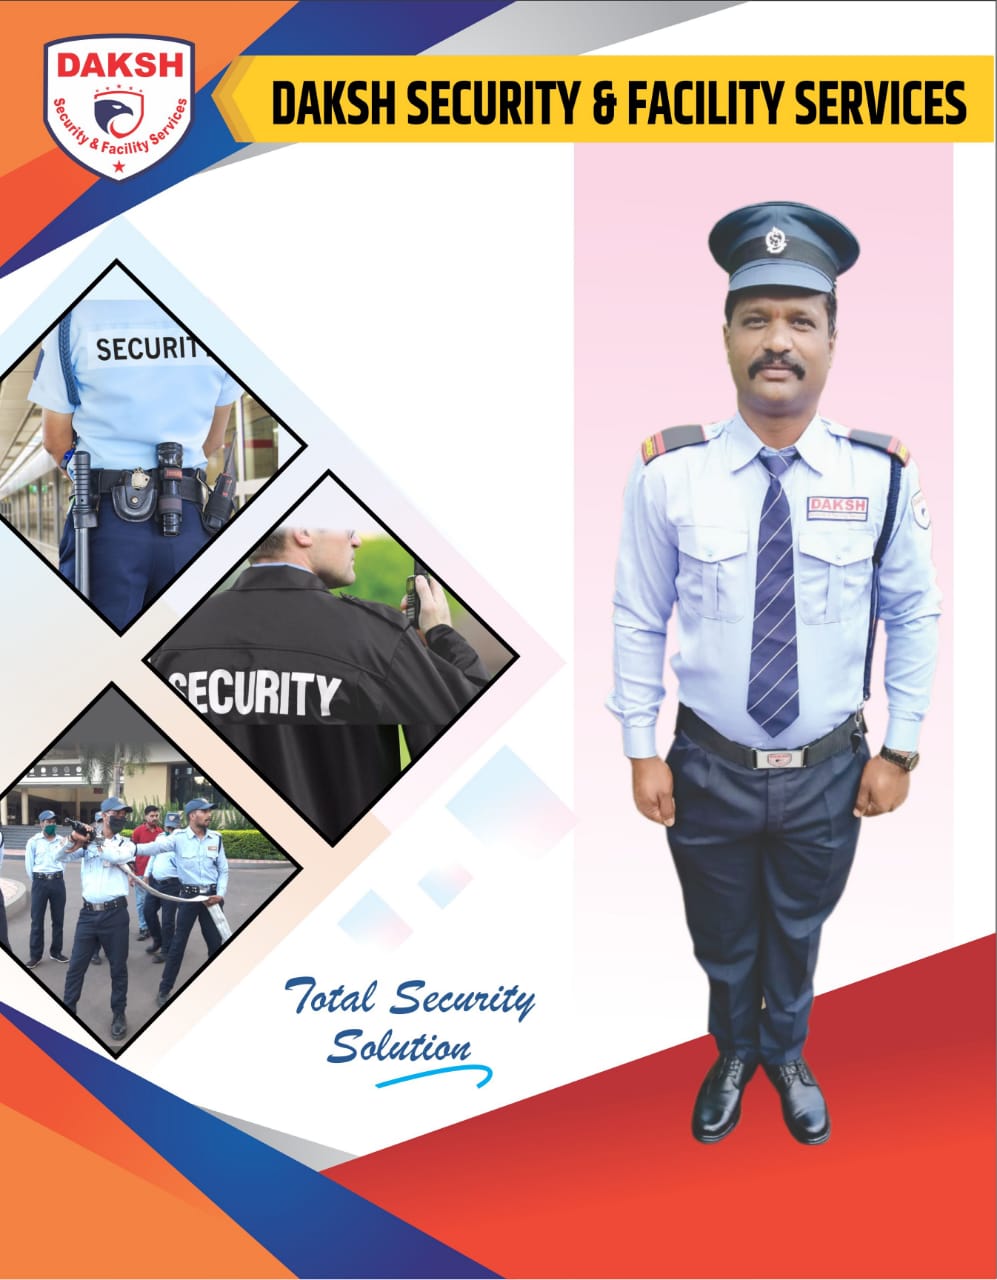 DAKSH
Security & Facility Services
DAKSH SECURITY & FACILITY SERVICES
SECURIT
DAKSH
SECURITY
Total Security
Solution